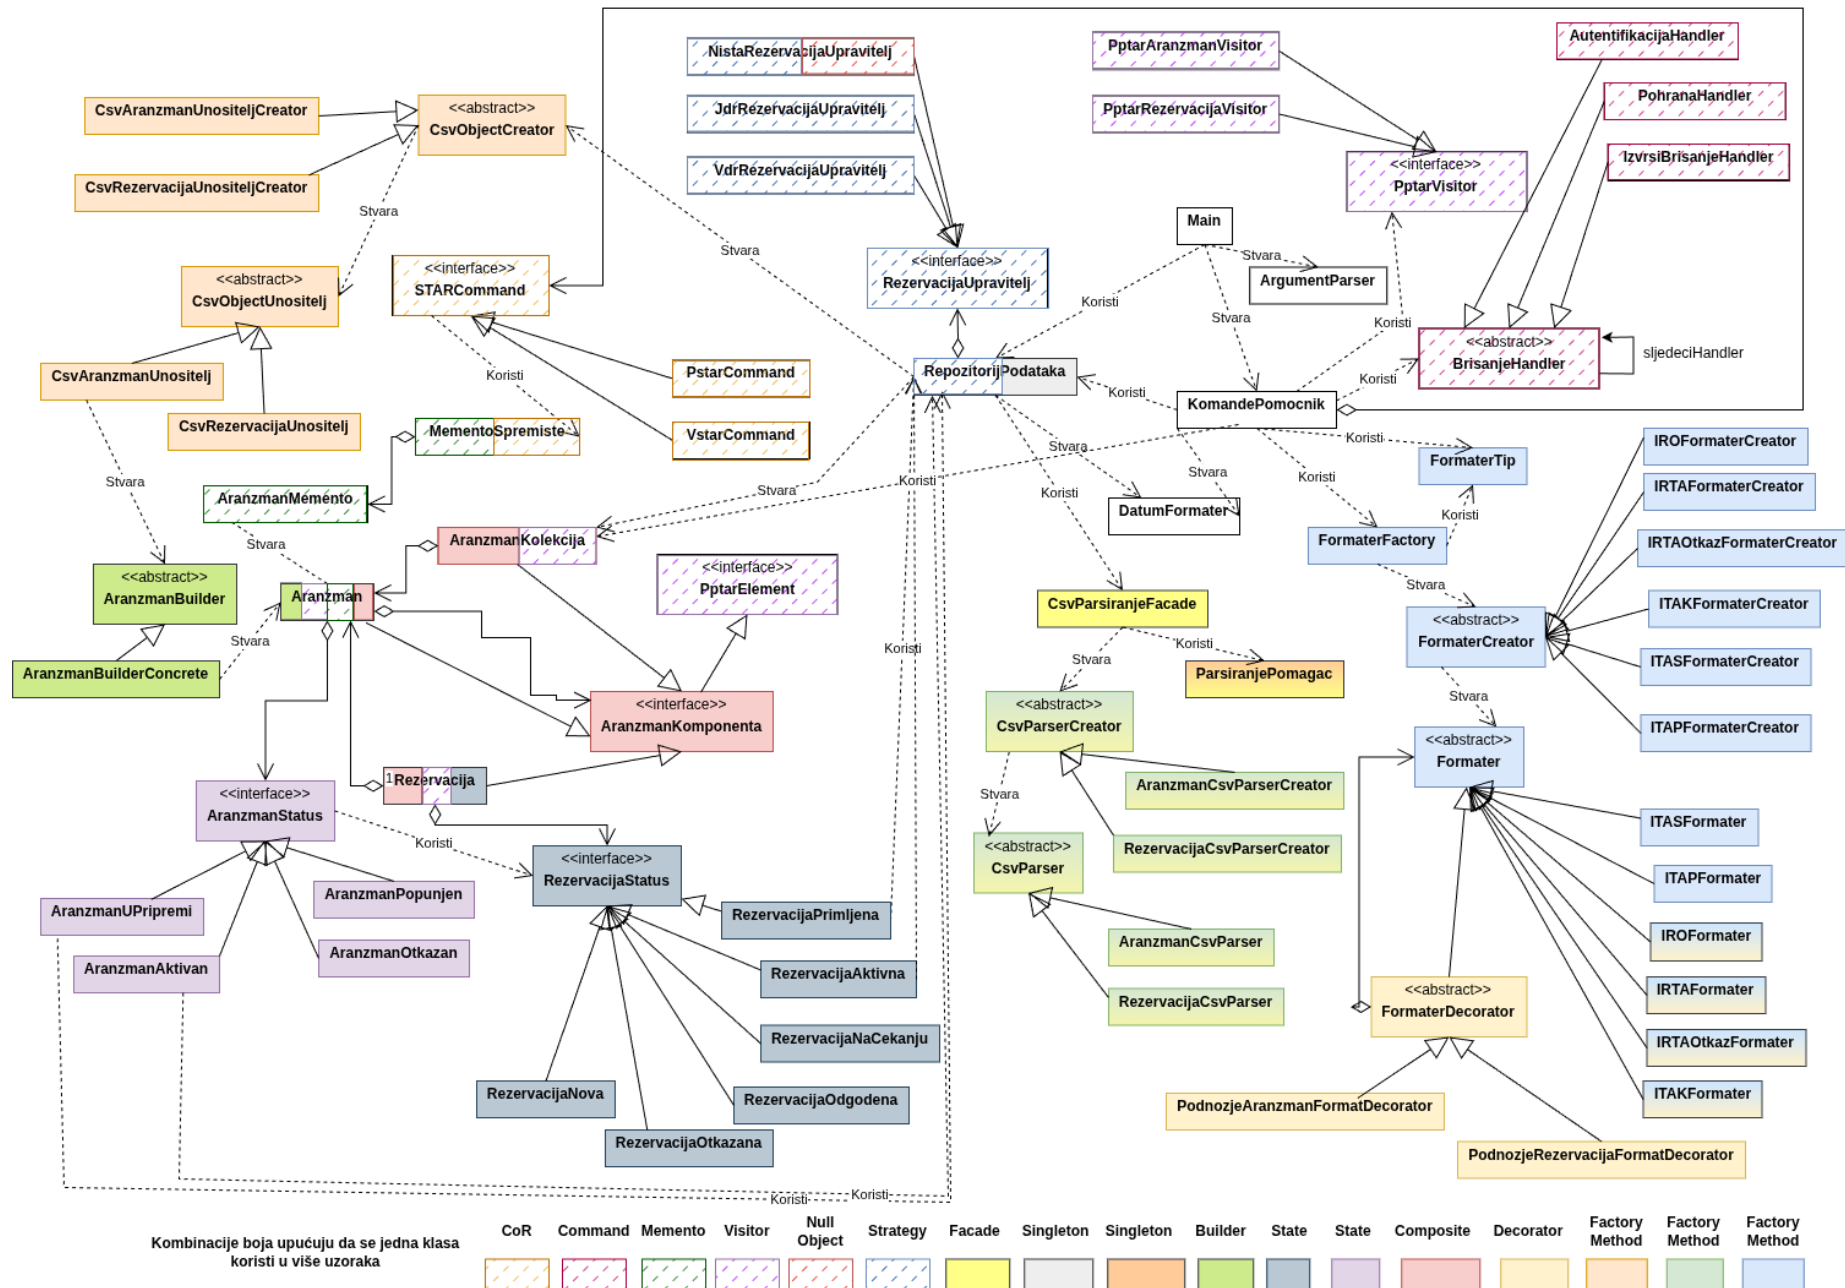 NistaRezervacijaUpravitelj
JdrRezervacijaUpravitelj
VdrRezervacijaUpravitelj
PptarAranzmanVisitor
PptarRezervacijaVisitor
<<interface>>
PptarVisitor
AutentifikacijaHandler
PohranaHandler
IzvrsiBrisanjeHandler
CsvAranzmanUnositeljCreator
<<abstract>>
CsvObjectCreator
CsvRezervacijaUnositeljCreator
Stvara
Stvara
<<abstract>>
CsvObjectUnositelj
<<interface>>
STARCommand
<<interface>>
RezervacijaUpravitelj
Main
Stvara
ArgumentParser
Koristi
Stvara
Koristi
<<abstract>>
BrisanjeHandler
sljedeciHandler
CsvAranzmanUnositelj
CsvRezervacijaUnositelj
Koristi
PstarCommand
VstarCommand
RepozitorijPodataka
Koristi
Koristi
KomandePomocnik
MementoSpremiste
AranzmanMemento
Stvara
Stvara
Stvara
Stvara
Koristi
Koristi
Stvara
DatumFormater
Koristi
FormaterTip
Koristi
Koristi
FormaterFactory
Stvara
IROFormaterCreator
IRTAFormaterCreator
IRTAOtkazFormaterCreator
ITAKFormaterCreator
ITASFormaterCreator
ITAPFormaterCreator
<<abstract>>
FormaterCreator
Stvara
AranzmanKolekcija
<<interface>>
PptarElement
<<abstract>>
AranzmanBuilder
Aranzman
Stvara
AranzmanBuilderConcrete
CsvParsiranjeFacade
Koristi
Stvara
ParsiranjePomagac
Koristi
<<interface>>
AranzmanKomponenta
<<abstract>>
CsvParserCreator
<<abstract>>
Formater
1
Rezervacija
<<interface>>
AranzmanStatus
Koristi
<<interface>>
RezervacijaStatus
Stvara
AranzmanCsvParserCreator
RezervacijaCsvParserCreator
<<abstract>>
CsvParser
ITASFormater
ITAPFormater
IROFormater
IRTAFormater
IRTAOtkazFormater
ITAKFormater
AranzmanPopunjen
AranzmanUPripremi
AranzmanOtkazan
AranzmanAktivan
RezervacijaPrimljena
RezervacijaAktivna
RezervacijaNaCekanju
RezervacijaNova
RezervacijaOdgodena
RezervacijaOtkazana
AranzmanCsvParser
RezervacijaCsvParser
<<abstract>>
FormaterDecorator
PodnozjeAranzmanFormatDecorator
PodnozjeRezervacijaFormatDecorator
Koristi
Koristi
Kombinacije boja upućuju da se jedna klasa
koristi u više uzoraka
CoR
Command
Memento
Visitor
Null
Object
Strategy
Facade
Singleton
Singleton
Builder
State
State
Composite
Decorator
Factory
Method
Factory
Method
Factory
Method